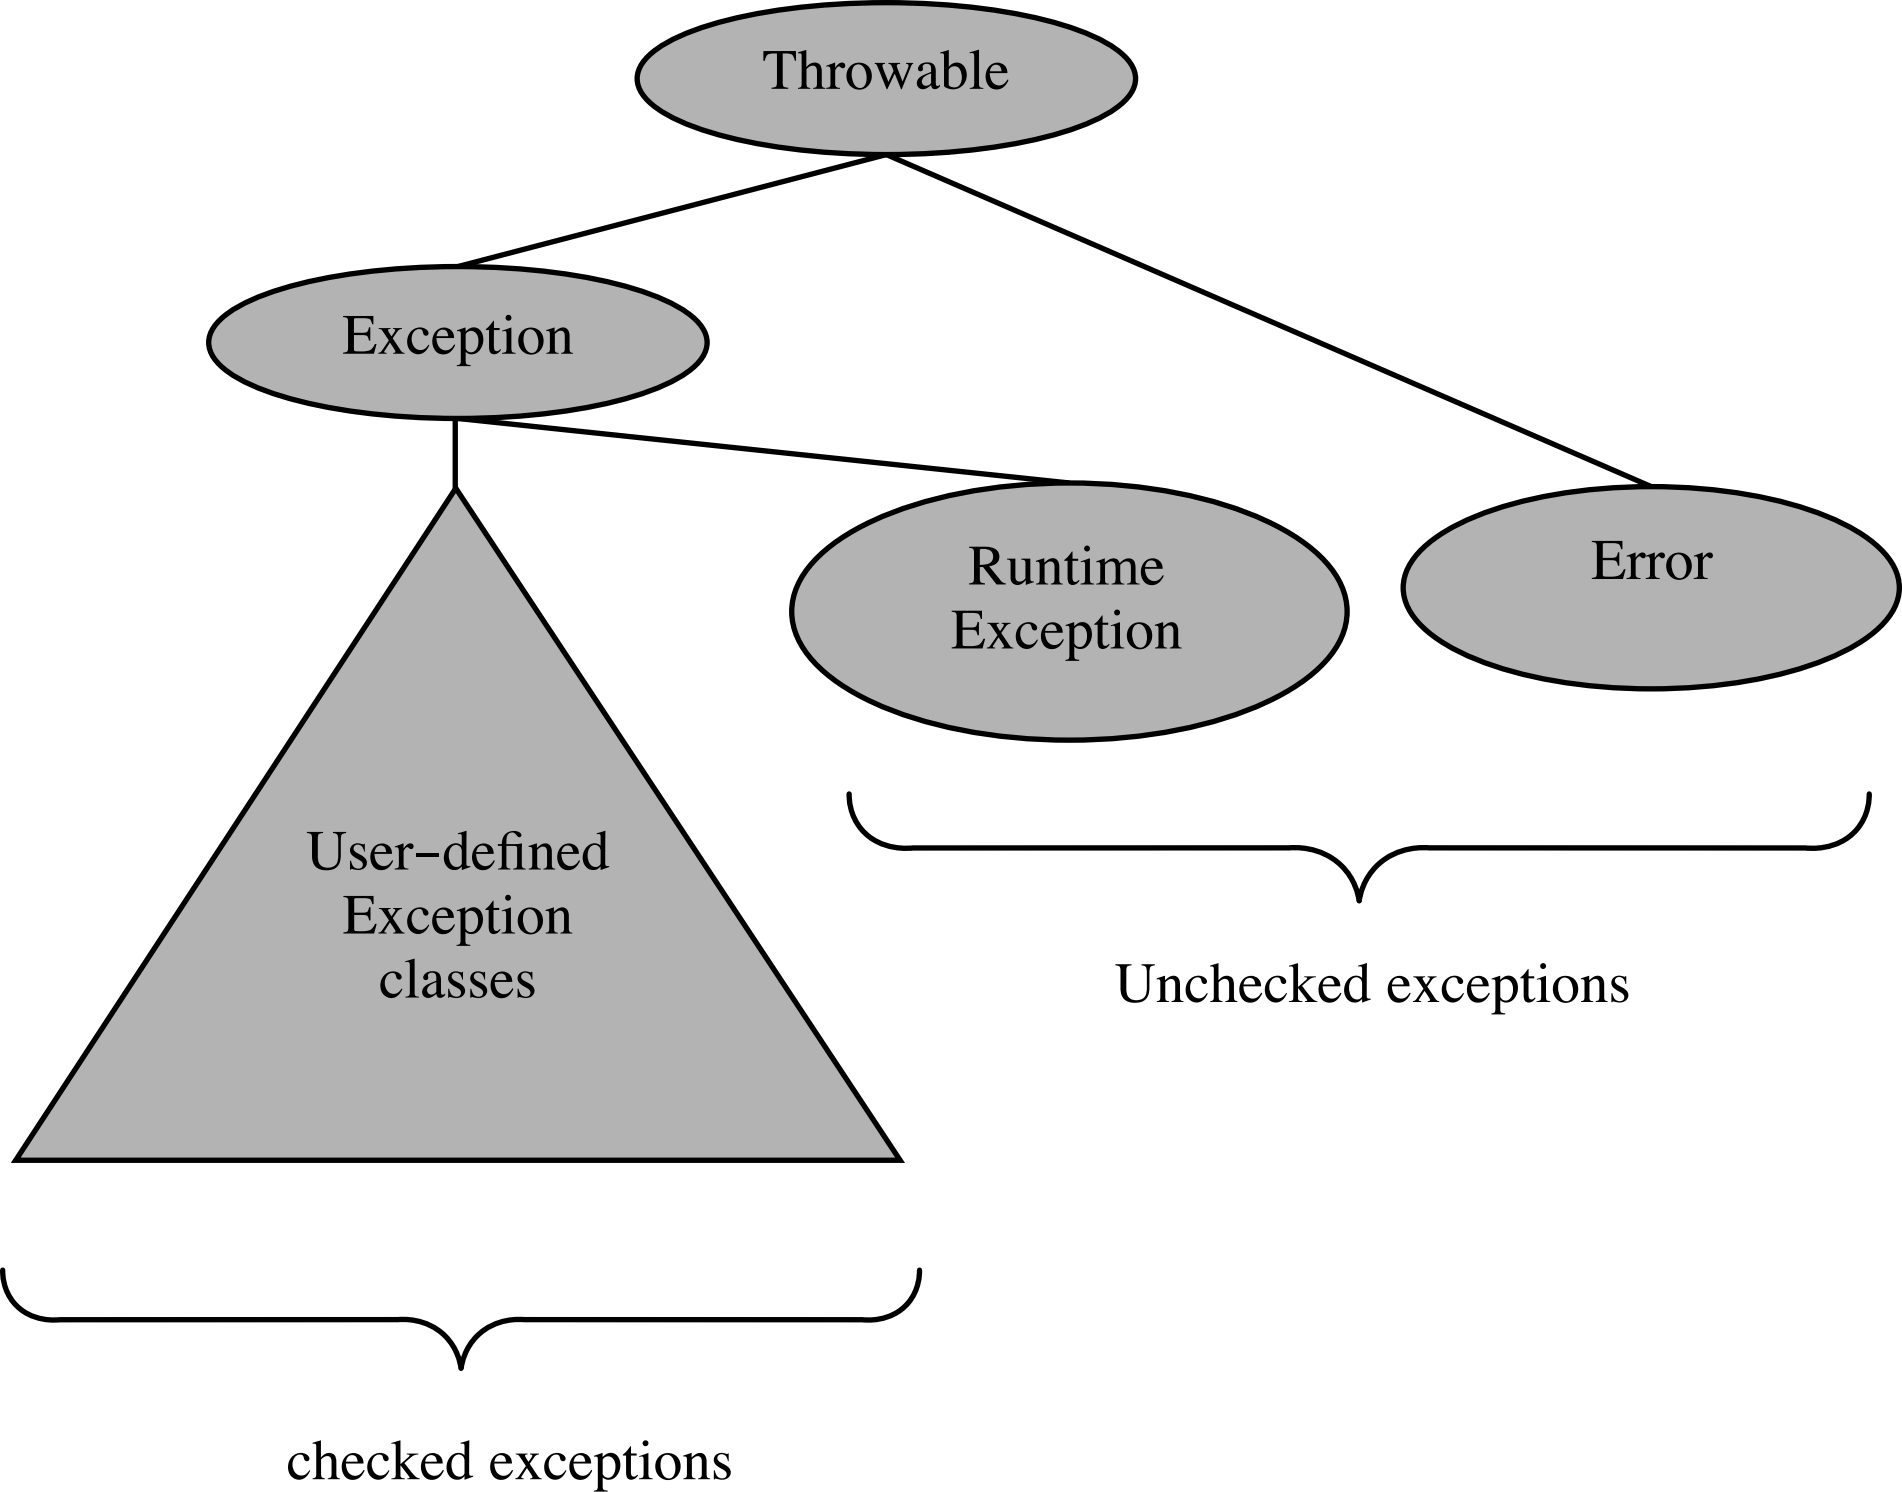 Throwable
Exception
Runtime
Exception
Error
User-defined
Exception
classes
Unchecked exceptions
checked exceptions